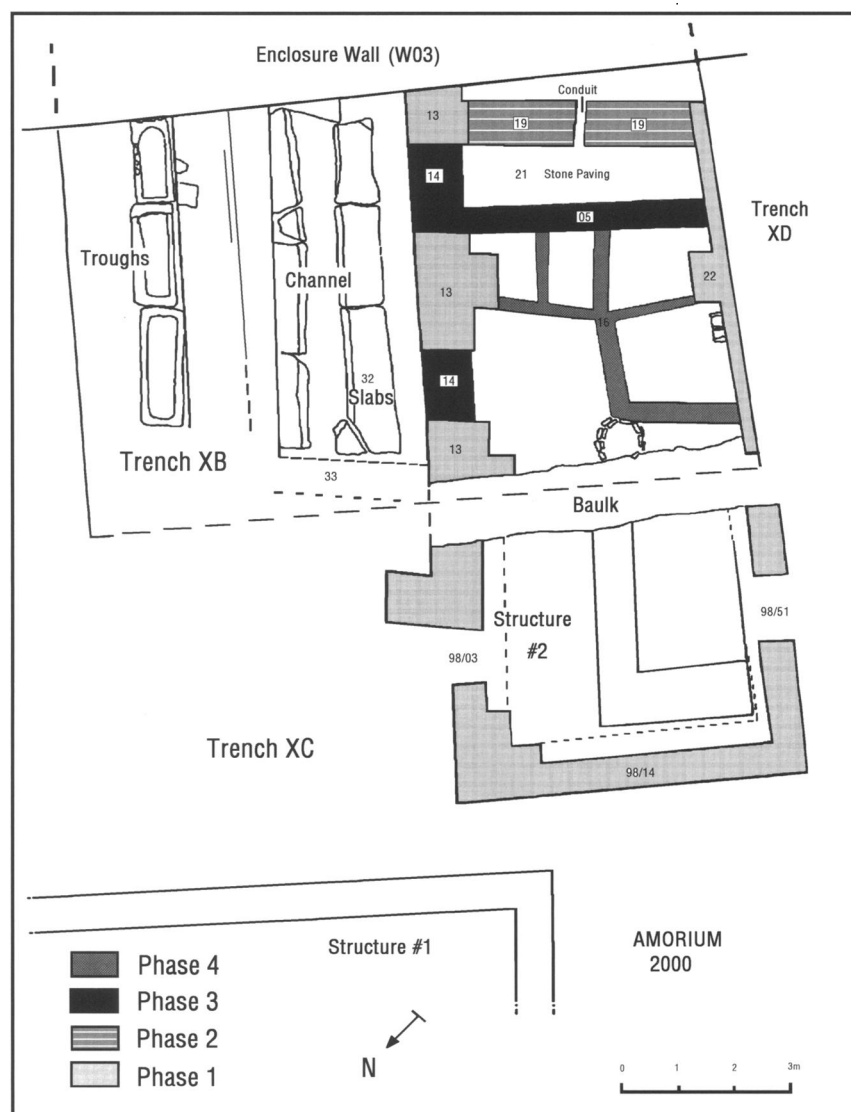 Enclosure Wall (W03)
Conduit
13
19
19
14
21 Stone Paving
05
Trench
XD
Troughs
Channel
13
22
16
32
Slabs
14
Trench XB
13
33
Baulk
98/51
Structure
#2
98/03
Trench XC
98/14
Structure #1
AMORIUM
2000
Phase 4
Phase 3
Phase 2
Phase 1
N
0 1 2 3m